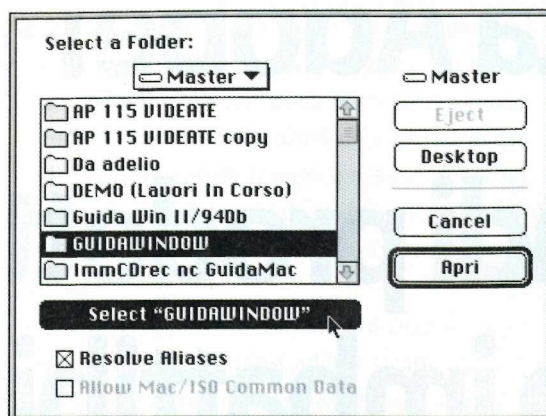 Select a Folder:
Master
AP 115 VIDEATE
AP 115 VIDEATE copy
Da adelio
DEMO (Lavori In Corso)
Guida Win 11/94Db
GUIDAWINDOW
ImmCDrec nc GuidaMac
Select “GUIDAWINDOW”
Resolve Aliases
Allow Mac/ISO Common Data
Master
Eject
Desktop
Cancel
Apri